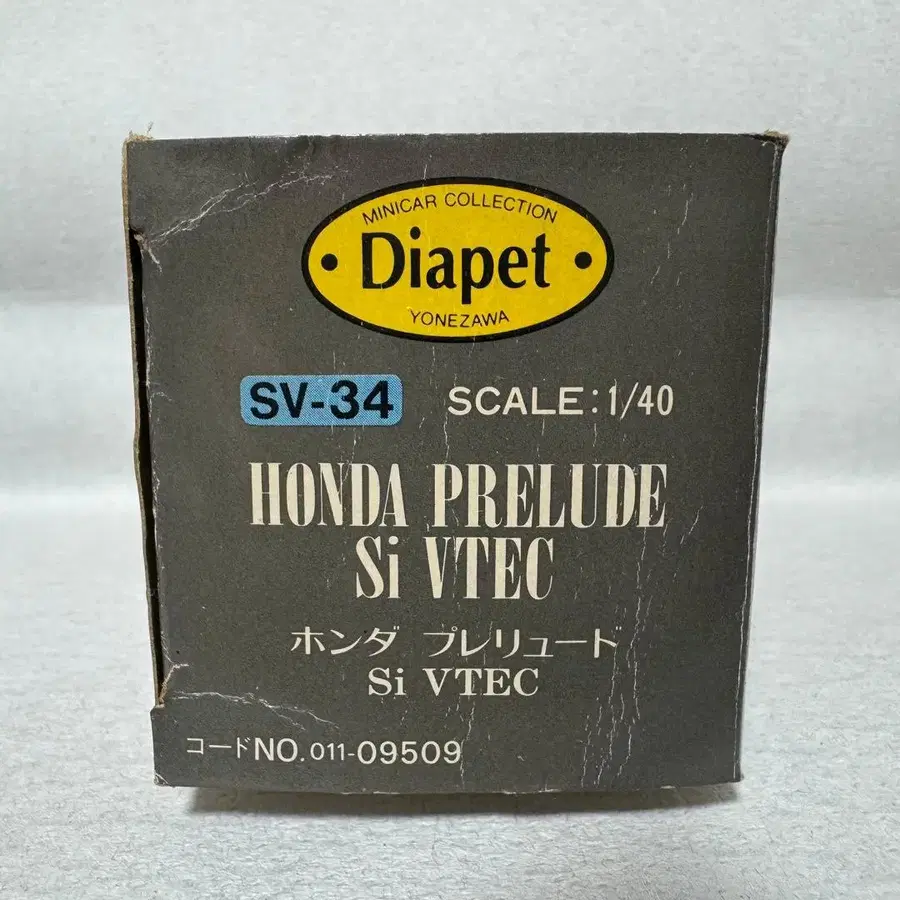 MINICAR COLLECTION
• Diapet •
YONEZAWA
SV-34 SCALE:1/40
HONDA PRELUDE
Si VTEC
ホンダ プレリュード
Si VTEC
コードNO. 011-09509